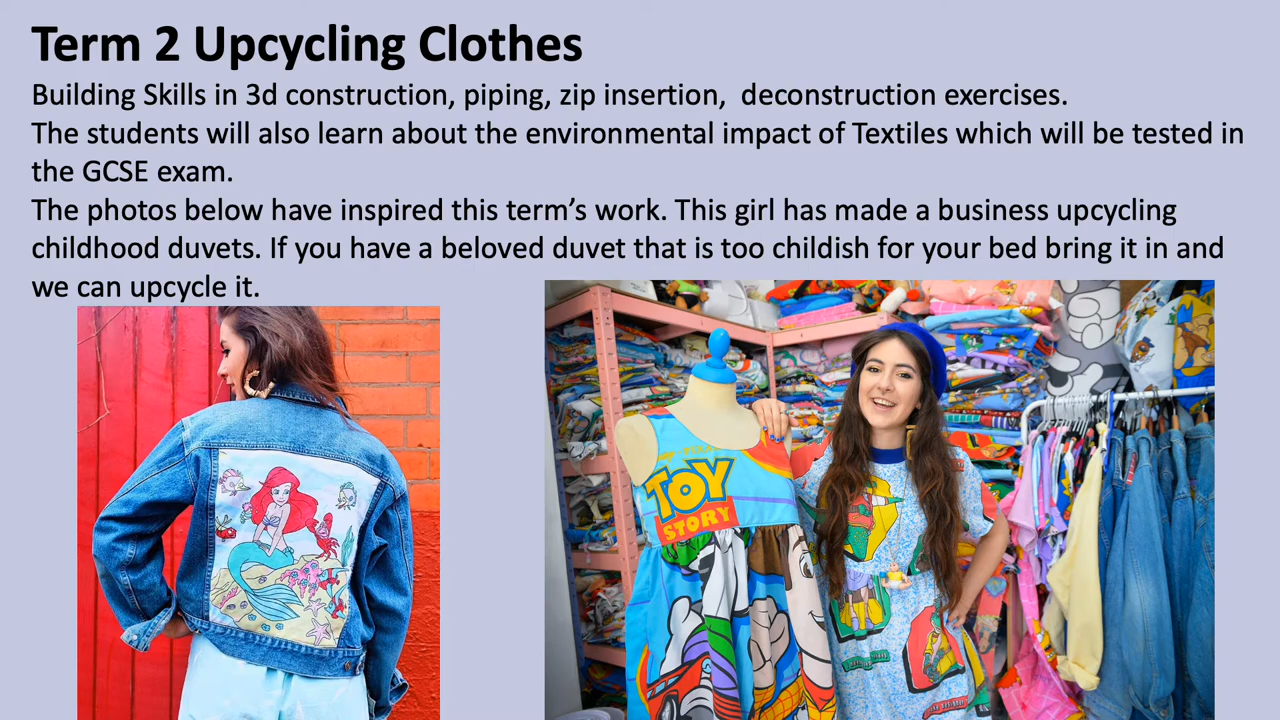 Term 2 Upcycling Clothes
Building Skills in 3d construction, piping, zip insertion,  deconstruction exercises.
The students will also learn about the environmental impact of Textiles which will be tested in
the GCSE exam.
The photos below have inspired this term’s work. This girl has made a business upcycling
childhood duvets. If you have a beloved duvet that is too childish for your bed bring it in and
we can upcycle it.
TOY
STORY